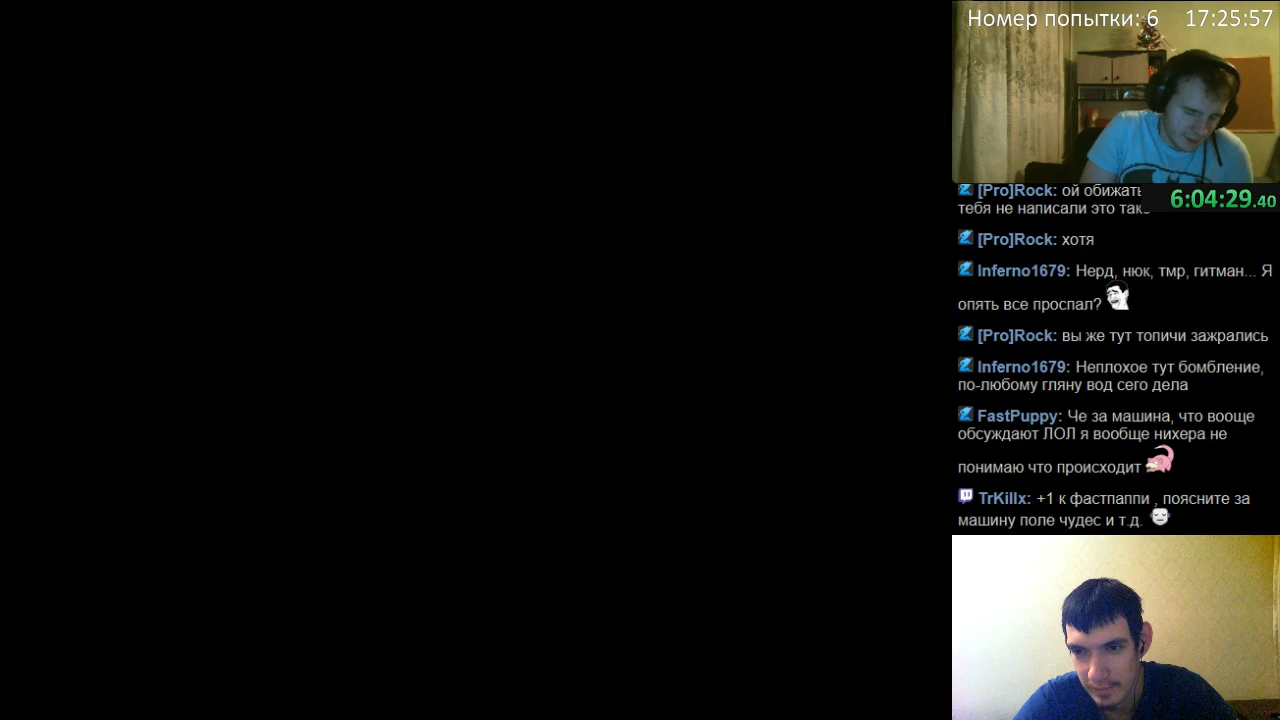 Номер попытки: 6 17:25:57
[Pro]Rock: ой обижать
6:04:29.40
тебя не написали это
[Pro]Rock: хотя
Inferno1679: Нерд, нюк, тмр, гитман... Я
опять все проспал?
[Pro]Rock: вы же тут топичи зажрались
Inferno1679: Неплохое тут бомбление,
по-любому гляну вод сего дела
FastPuppy: Че за машина, что вооще
обсуждают ЛОЛ я вообще нихера не
понимаю что происходит
TrKillx: +1 к фастпаппи , поясните за
машину поле чудес и т.д.